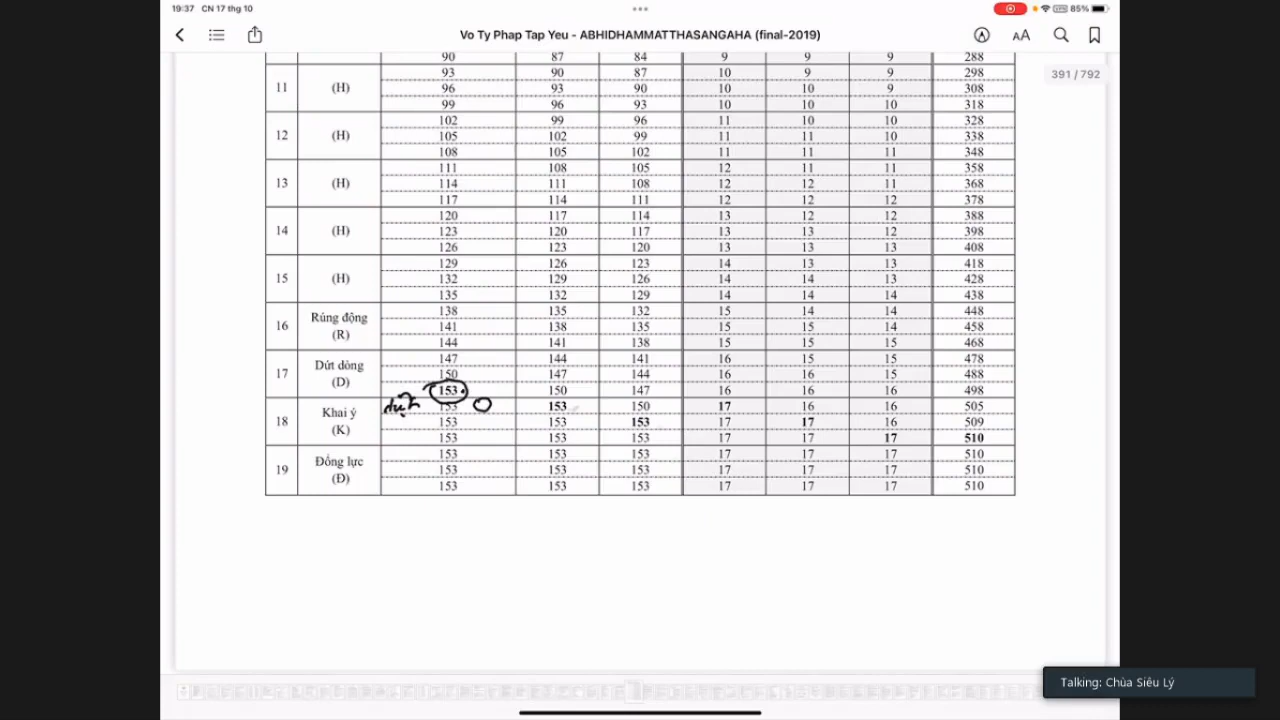 19:37 CN 17 thg 10
85%
Vo Ty Phap Tap Yeu - ABHIDHAMMATTHASANGAHA (final-2019)
AA
391 / 792
90 87 84 9 9 9 288
93 90 87 10 9 9 298
11 (H) 96 93 90 10 10 9 308
99 96 93 10 10 10 318
102 99 96 11 10 10 328
12 (H) 105 102 99 11 11 10 338
108 105 102 11 11 11 348
111 108 105 12 11 11 358
13 (H) 114 111 108 12 12 11 368
117 114 111 12 12 12 378
120 117 114 13 12 12 388
14 (H) 123 120 117 13 13 12 398
126 123 120 13 13 13 408
129 126 123 14 13 13 418
15 (H) 132 129 126 14 14 13 428
135 132 129 14 14 14 438
138 135 132 15 14 14 448
16 Rúng động (R) 141 138 135 15 15 14 458
144 141 138 15 15 15 468
147 144 141 16 15 15 478
17 Dứt dòng (D) 150 147 144 16 16 15 488
153 150 147 16 16 16 498
153 153 150 17 16 16 505
18 Khai ý (K) 153 153 153 17 17 16 509
153 153 153 17 17 17 510
153 153 153 17 17 17 510
19 Đổng lực (Đ) 153 153 153 17 17 17 510
153 153 153 17 17 17 510
Talking: Chùa Siêu Lý